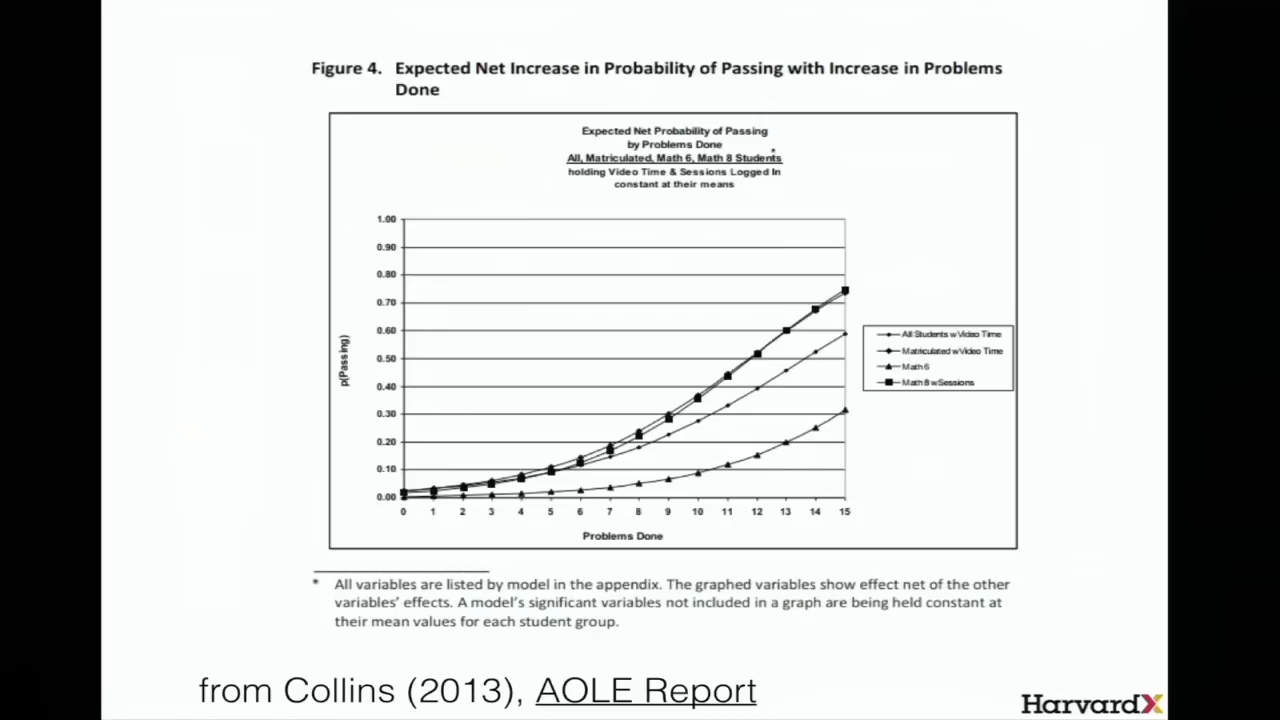 Figure 4. Expected Net Increase in Probability of Passing with Increase in Problems
Done
Expected Net Probability of Passing
by Problems Done
All, Matriculated, Math 6, Math 8 Students*
holding Video Time & Sessions Logged In
constant at their means
1.00
0.90
0.80
0.70
0.60
0.50
0.40
0.30
0.20
0.10
0.00
p(Passing)
0 1 2 3 4 5 6 7 8 9 10 11 12 13 14 15
Problems Done
All Students w Video Time
Matriculated w Video Time
Math 6
Math 8 w Sessions
* All variables are listed by model in the appendix. The graphed variables show effect net of the other
variables' effects. A model's significant variables not included in a graph are being held constant at
their mean values for each student group.
from Collins (2013), AOLE Report
HarvardX